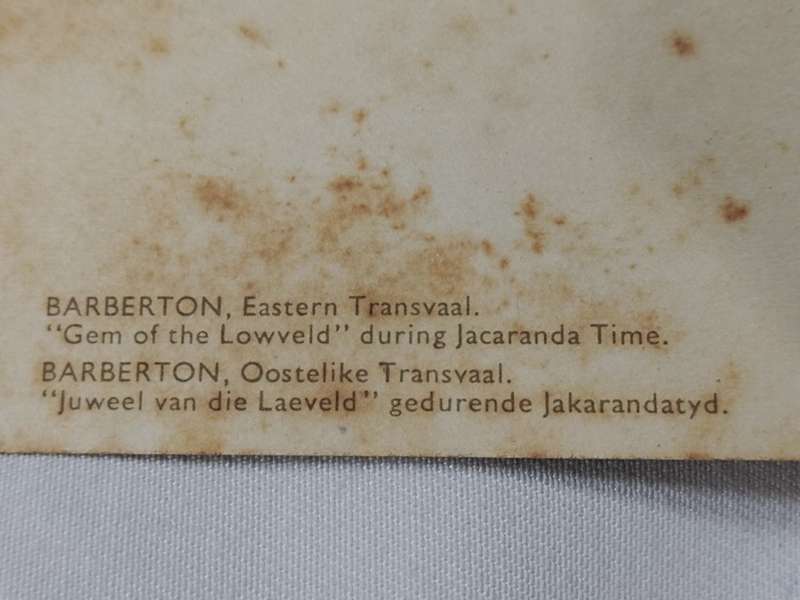 BARBERTON, Eastern Transvaal.
"Gem of the Lowveld" during Jacaranda Time.
BARBERTON, Oostelike Transvaal.
"Juweel van die Laeveld" gedurende Jakarandatyd.